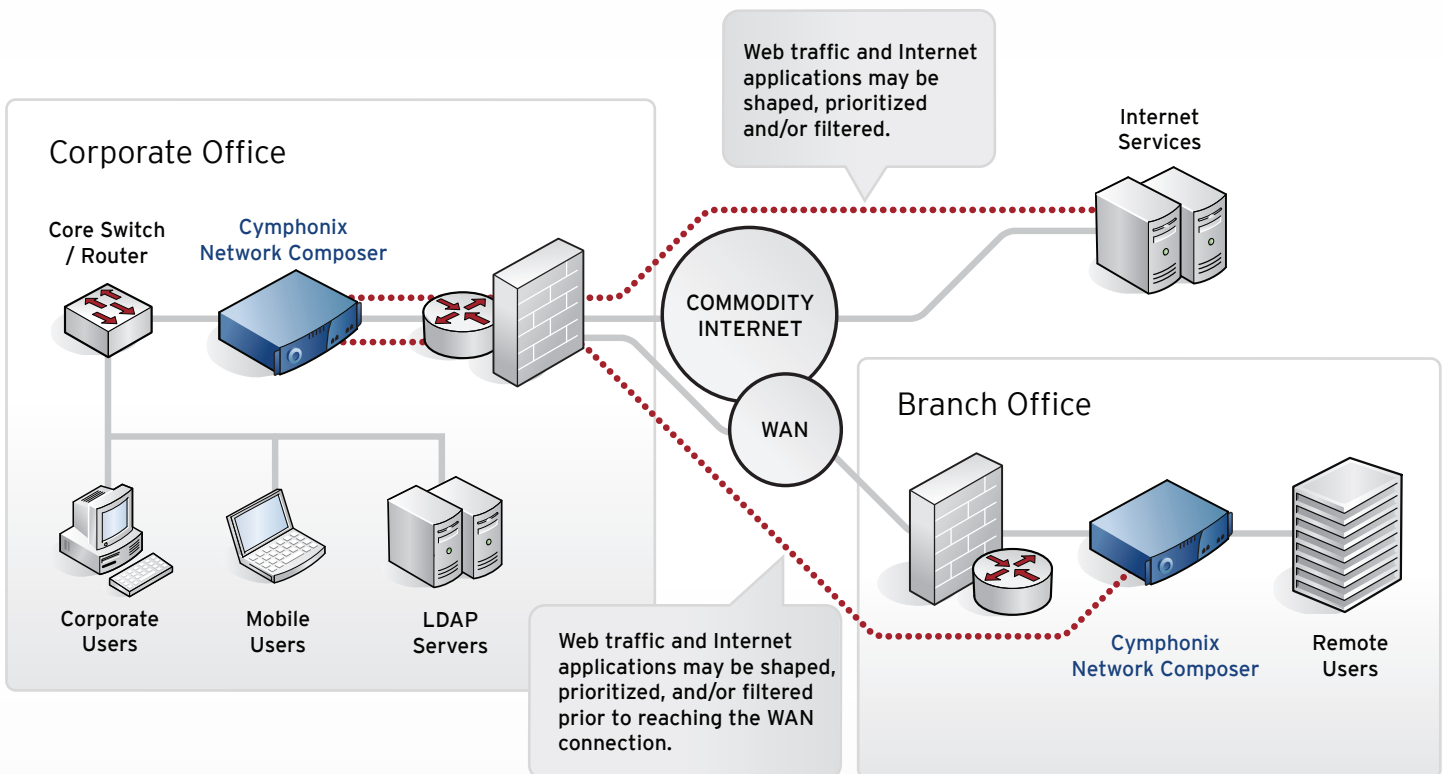 Web traffic and Internet
applications may be
shaped, prioritized
and/or filtered.
Internet
Services
Corporate Office
Core Switch
/ Router
Cymphonix
Network Composer
COMMODITY
INTERNET
WAN
Branch Office
Corporate
Users
Mobile
Users
LDAP
Servers
Web traffic and Internet
applications may be shaped,
prioritized, and/or filtered
prior to reaching the WAN
connection.
Cymphonix
Network Composer
Remote
Users